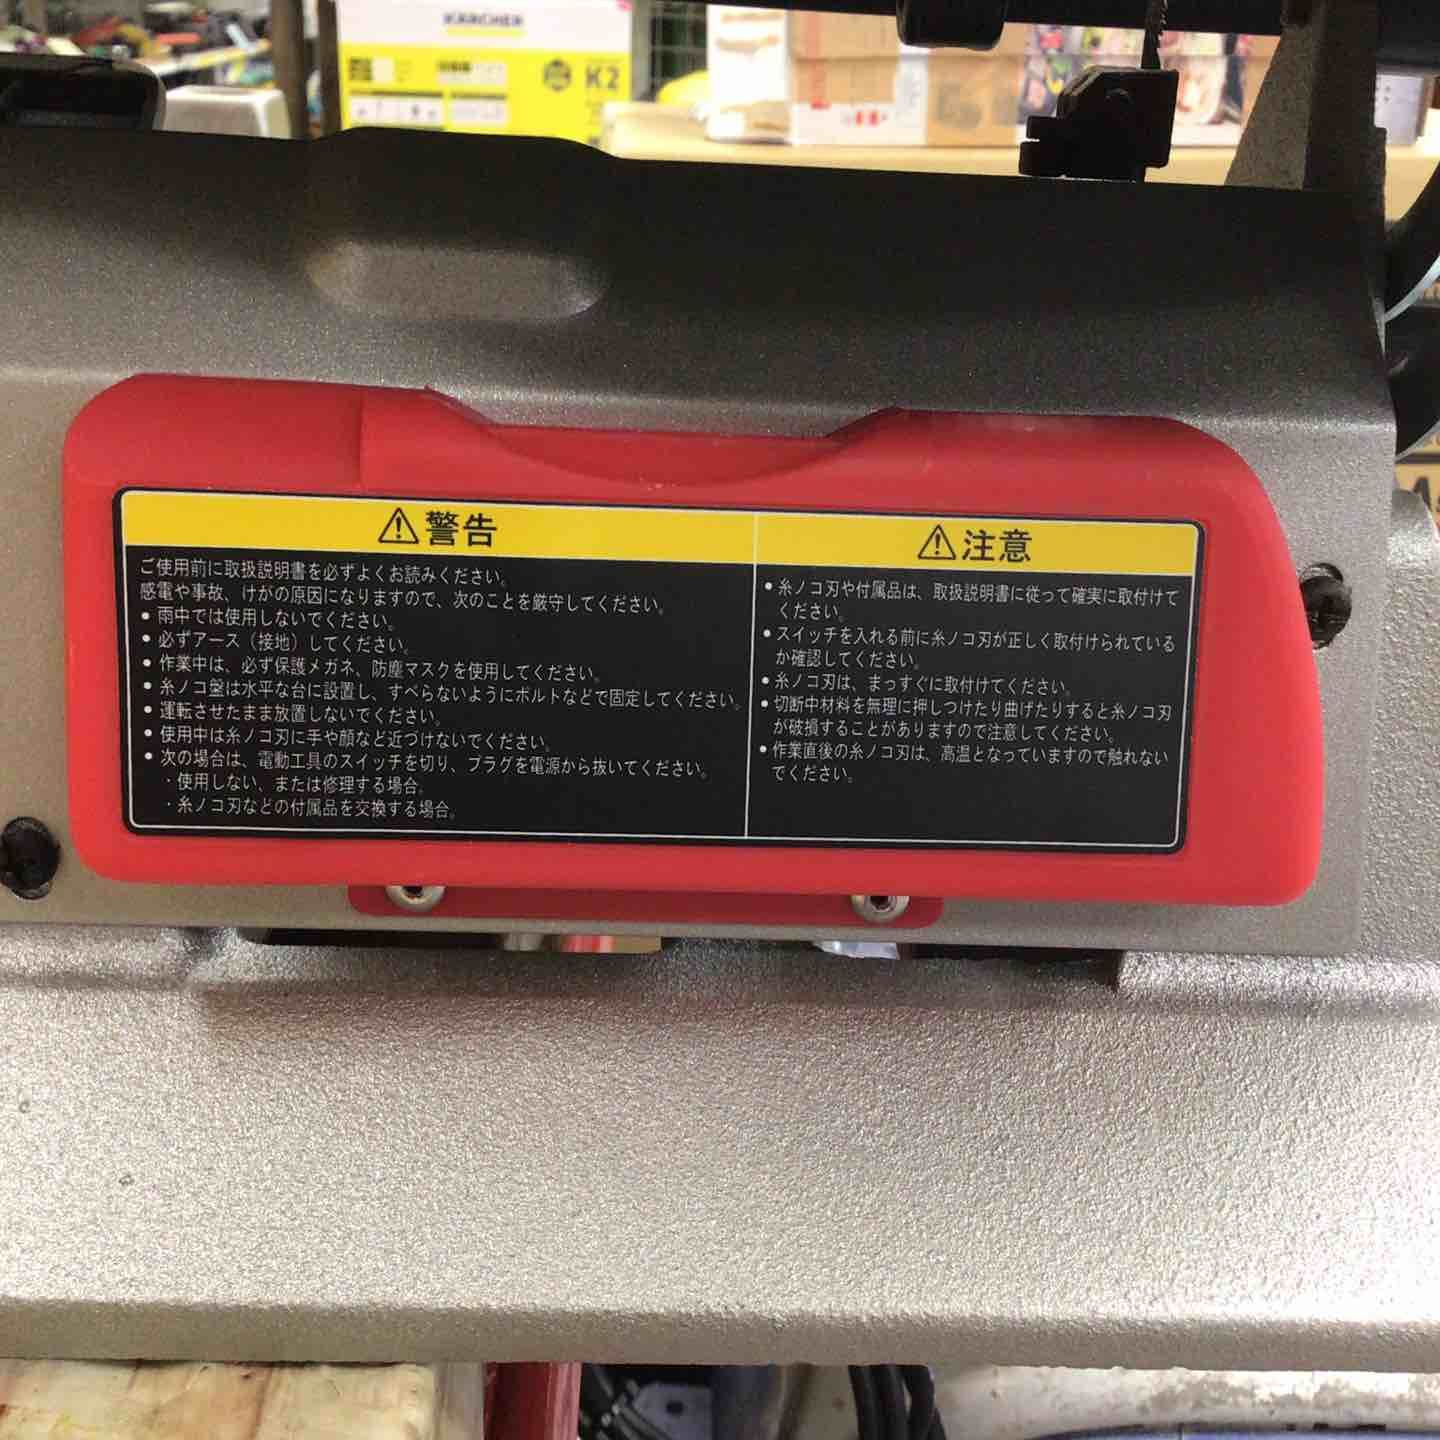 KÄRCHER
K2
警告
ご使用前に取扱説明書を必ずよくお読みください。
感電や事故、けがの原因になりますので、次のことを厳守してください。
• 雨中では使用しないでください。
• 必ずアース（接地）してください。
• 作業中は、必ず保護メガネ、防塵マスクを使用してください。
• 糸ノコ盤は水平な台に設置し、すべらないようにボルトなどで固定してください。
• 運転させたまま放置しないでください。
• 使用中は糸ノコ刃に手や顔など近づけないでください。
• 次の場合は、電動工具のスイッチを切り、プラグを電源から抜いてください。
・使用しない、または修理する場合。
・糸ノコ刃などの付属品を交換する場合。
注意
• 糸ノコ刃や付属品は、取扱説明書に従って確実に取付けて
ください。
• スイッチを入れる前に糸ノコ刃が正しく取付けられている
か確認してください。
• 糸ノコ刃は、まっすぐに取付けてください。
• 切断中材料を無理に押しつけたり曲げたりすると糸ノコ刃
が破損することがありますので注意してください。
• 作業直後の糸ノコ刃は、高温となっていますので触れない
でください。